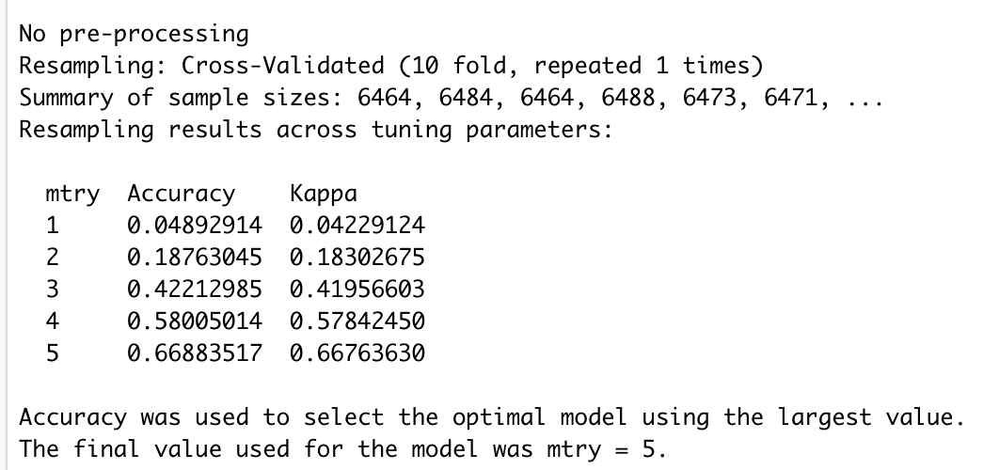 No pre-processing
Resampling: Cross-Validated (10 fold, repeated 1 times)
Summary of sample sizes: 6464, 6484, 6464, 6488, 6473, 6471, ...
Resampling results across tuning parameters:
mtry Accuracy Kappa
1 0.04892914 0.04229124
2 0.18763045 0.18302675
3 0.42212985 0.41956603
4 0.58005014 0.57842450
5 0.66883517 0.66763630
Accuracy was used to select the optimal model using the largest value.
The final value used for the model was mtry = 5.